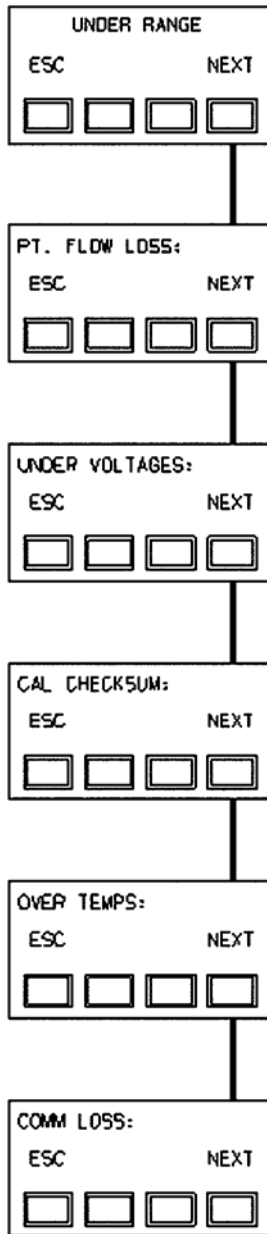 UNDER RANGE
ESC NEXT
PT. FLOW LOSS:
ESC NEXT
UNDER VOLTAGES:
ESC NEXT
CAL CHECKSUM:
ESC NEXT
OVER TEMPS:
ESC NEXT
COMM LOSS:
ESC NEXT